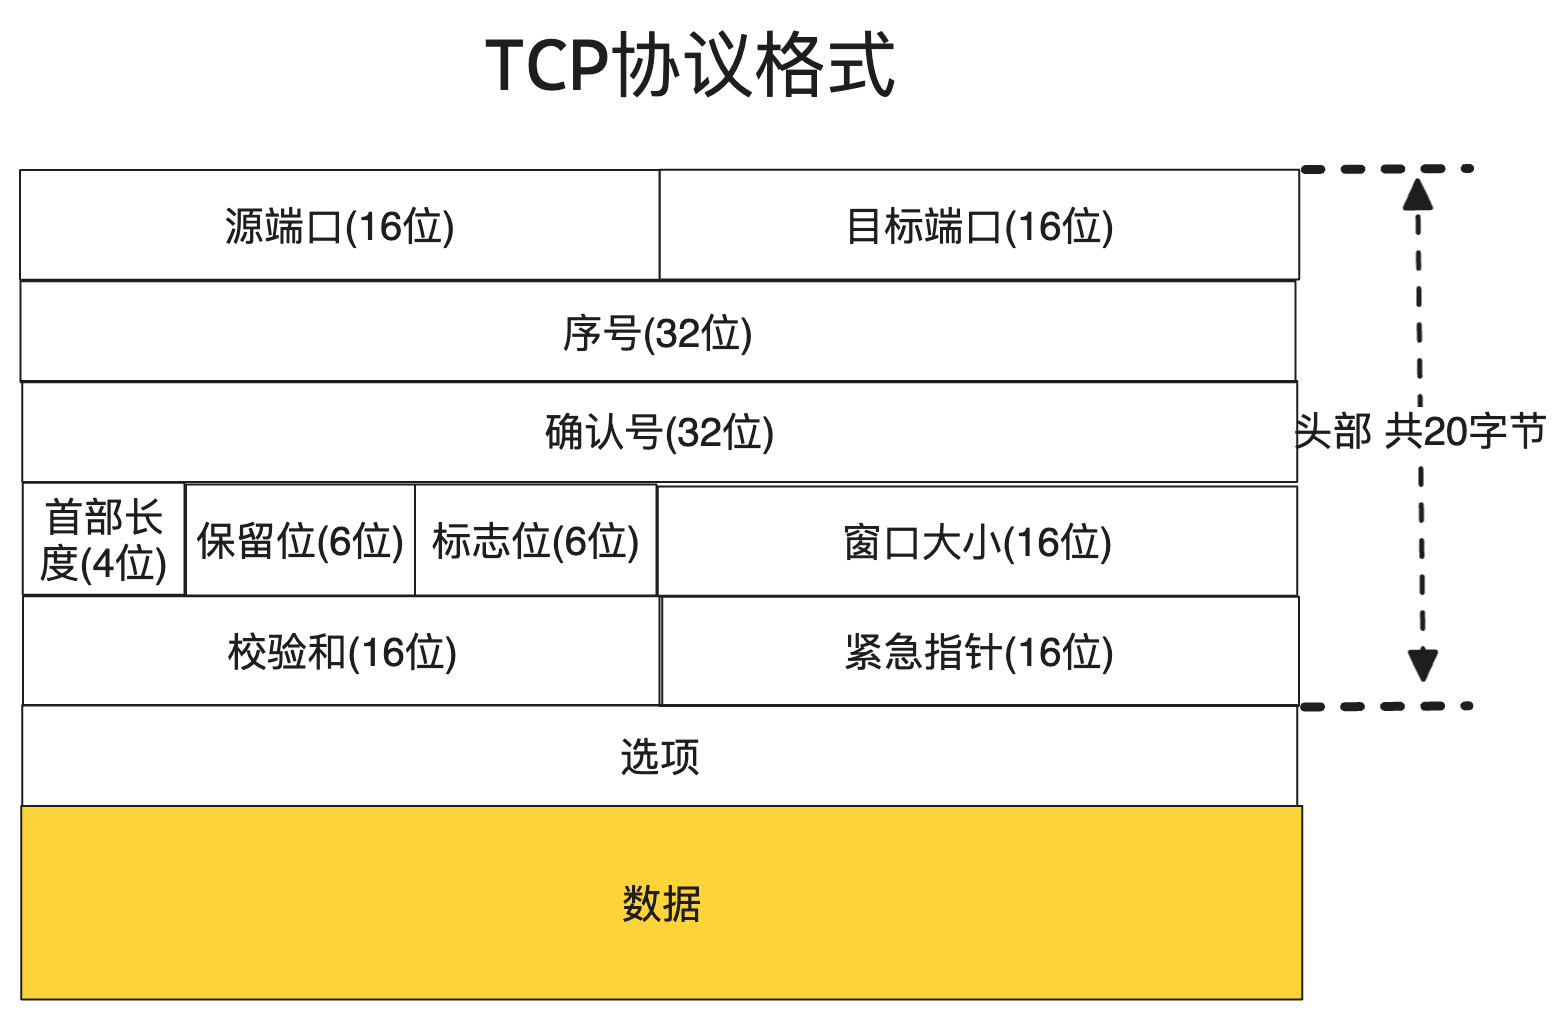 TCP协议格式
源端口(16位)
目标端口(16位)
序号(32位)
确认号(32位)
头部 共20字节
首部长
度(4位)
保留位(6位)
标志位(6位)
窗口大小(16位)
校验和(16位)
紧急指针(16位)
选项
数据